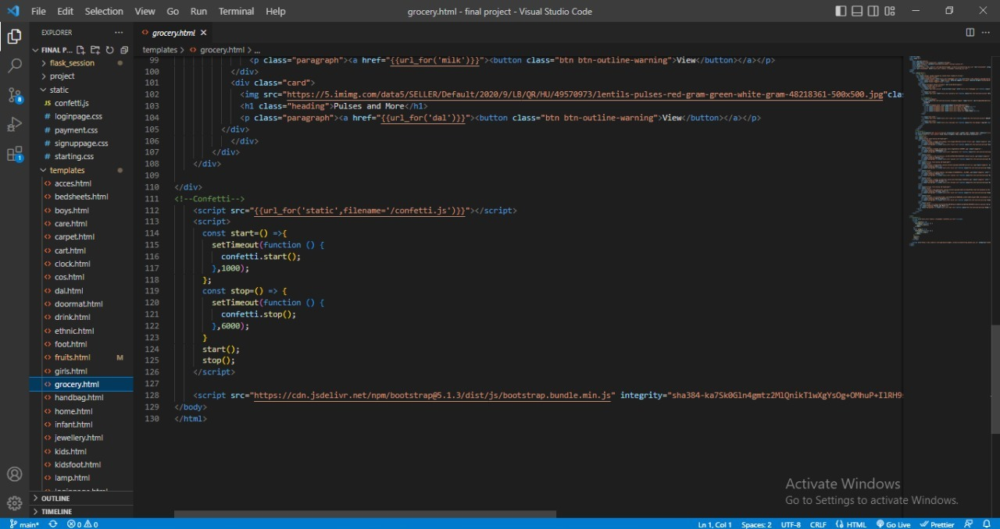 File Edit Selection View Go Run Terminal Help
grocery.html - final project - Visual Studio Code
EXPLORER
grocery.html
FINAL P...
templates > grocery.html > ...
flask_session
project
static
JS confetti.js
# loginpage.css
# payment.css
# signuppage.css
# starting.css
templates
acces.html
bedsheets.html
boys.html
care.html
carpet.html
cart.html
clock.html
cos.html
dal.html
doormat.html
drink.html
ethnic.html
foot.html
fruits.html M
girls.html
grocery.html
handbag.html
home.html
infant.html
jewellery.html
kids.html
kidsfoot.html
lamp.html
OUTLINE
TIMELINE
99 <p class="paragraph"><a href="{{url_for('milk')}}"><button class="btn btn-outline-warning">View</button></a></p>
100 </div>
101 <div class="card">
102 <img src="https://5.imimg.com/data5/SELLER/Default/2020/9/LB/QR/HU/49570973/lentils-pulses-red-gram-green-white-gram-48218361-500x500.jpg"clas
103 <h1 class="heading">Pulses and More</h1>
104 <p class="paragraph"><a href="{{url_for('dal')}}"><button class="btn btn-outline-warning">View</button></a></p>
105 </div>
106 </div>
107 </div>
108 </div>
109
110 </div>
111 <!--Confetti-->
112 <script src="{{url_for('static',filename='/confetti.js')}}"></script>
113 <script>
114 const start=() =>{
115 setTimeout(function () {
116 confetti.start();
117 },1000);
118 };
119 const stop=() => {
120 setTimeout(function () {
121 confetti.stop();
122 },6000);
123 }
124 start();
125 stop();
126 </script>
127
128 <script src="https://cdn.jsdelivr.net/npm/bootstrap@5.1.3/dist/js/bootstrap.bundle.min.js" integrity="sha384-ka7Sk0Gln4gmtz2MlQnikT1wXgYsOg+OMhuP+IlRH9s
129 </body>
130 </html>
Activate Windows
Go to Settings to activate Windows.
8
1
main* 0 0
Ln 1, Col 1 Spaces: 2 UTF-8 CRLF HTML Go Live Prettier